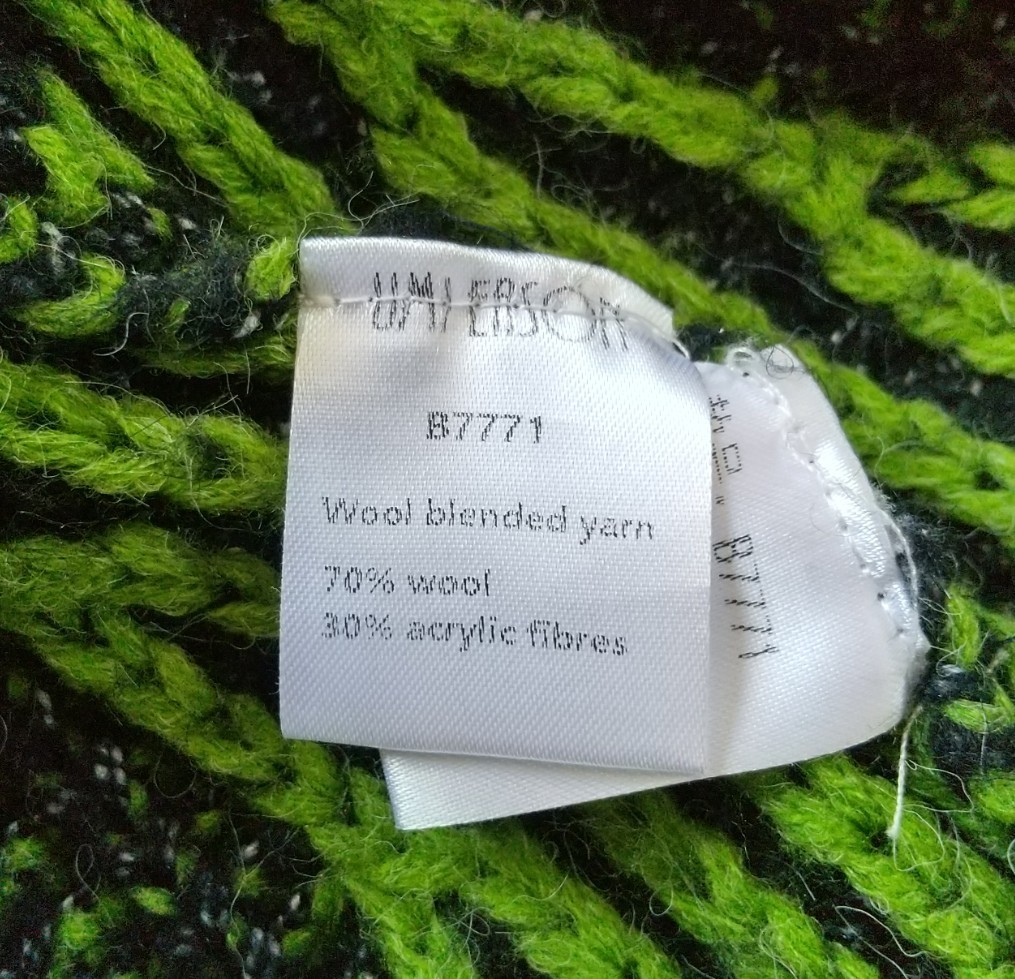 B7771
Wool blended yarn
70% wool
30% acrylic fibres
B7771